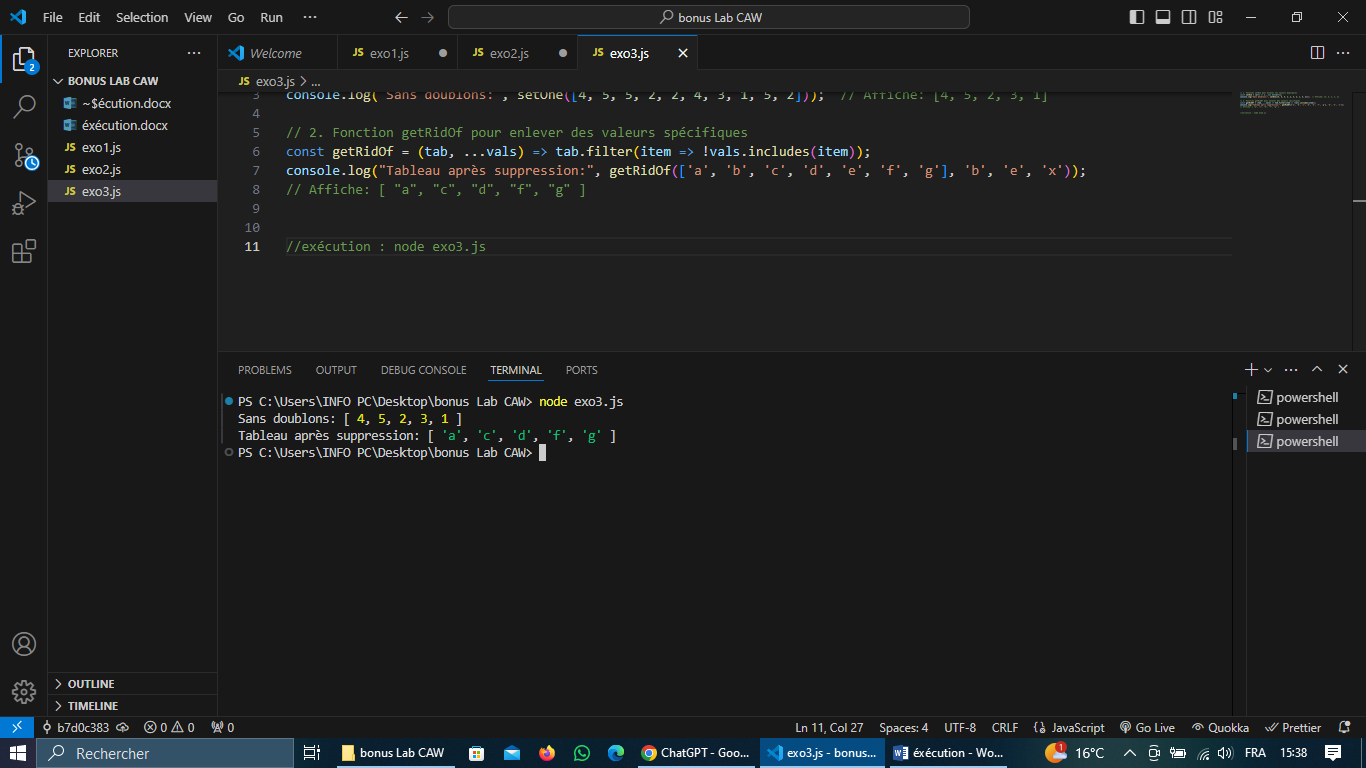 File Edit Selection View Go Run ··· bonus Lab CAW
EXPLORER ··· Welcome JS exo1.js JS exo2.js JS exo3.js
BONUS LAB CAW JS exo3.js > ...
~$écution.docx
éxécution.docx
JS exo1.js
JS exo2.js
JS exo3.js
3 console.log("Sans doublons:", setOne([4, 5, 5, 2, 2, 4, 3, 1, 5, 2])); // Affiche: [4, 5, 2, 3, 1]
4
5 // 2. Fonction getRidOf pour enlever des valeurs spécifiques
6 const getRidOf = (tab, ...vals) => tab.filter(item => !vals.includes(item));
7 console.log("Tableau après suppression:", getRidOf(['a', 'b', 'c', 'd', 'e', 'f', 'g'], 'b', 'e', 'x'));
8 // Affiche: [ "a", "c", "d", "f", "g" ]
9
10
11 //exécution : node exo3.js
PROBLEMS OUTPUT DEBUG CONSOLE TERMINAL PORTS
PS C:\Users\INFO PC\Desktop\bonus Lab CAW> node exo3.js
Sans doublons: [ 4, 5, 2, 3, 1 ]
Tableau après suppression: [ 'a', 'c', 'd', 'f', 'g' ]
PS C:\Users\INFO PC\Desktop\bonus Lab CAW>
powershell
powershell
powershell
2
OUTLINE
TIMELINE
b7d0c383 0 0 0 Ln 11, Col 27 Spaces: 4 UTF-8 CRLF {} JavaScript Go Live Quokka Prettier
Rechercher bonus Lab CAW ChatGPT - Goo... exo3.js - bonus... éxécution - Wo... 1 16°C FRA 15:38